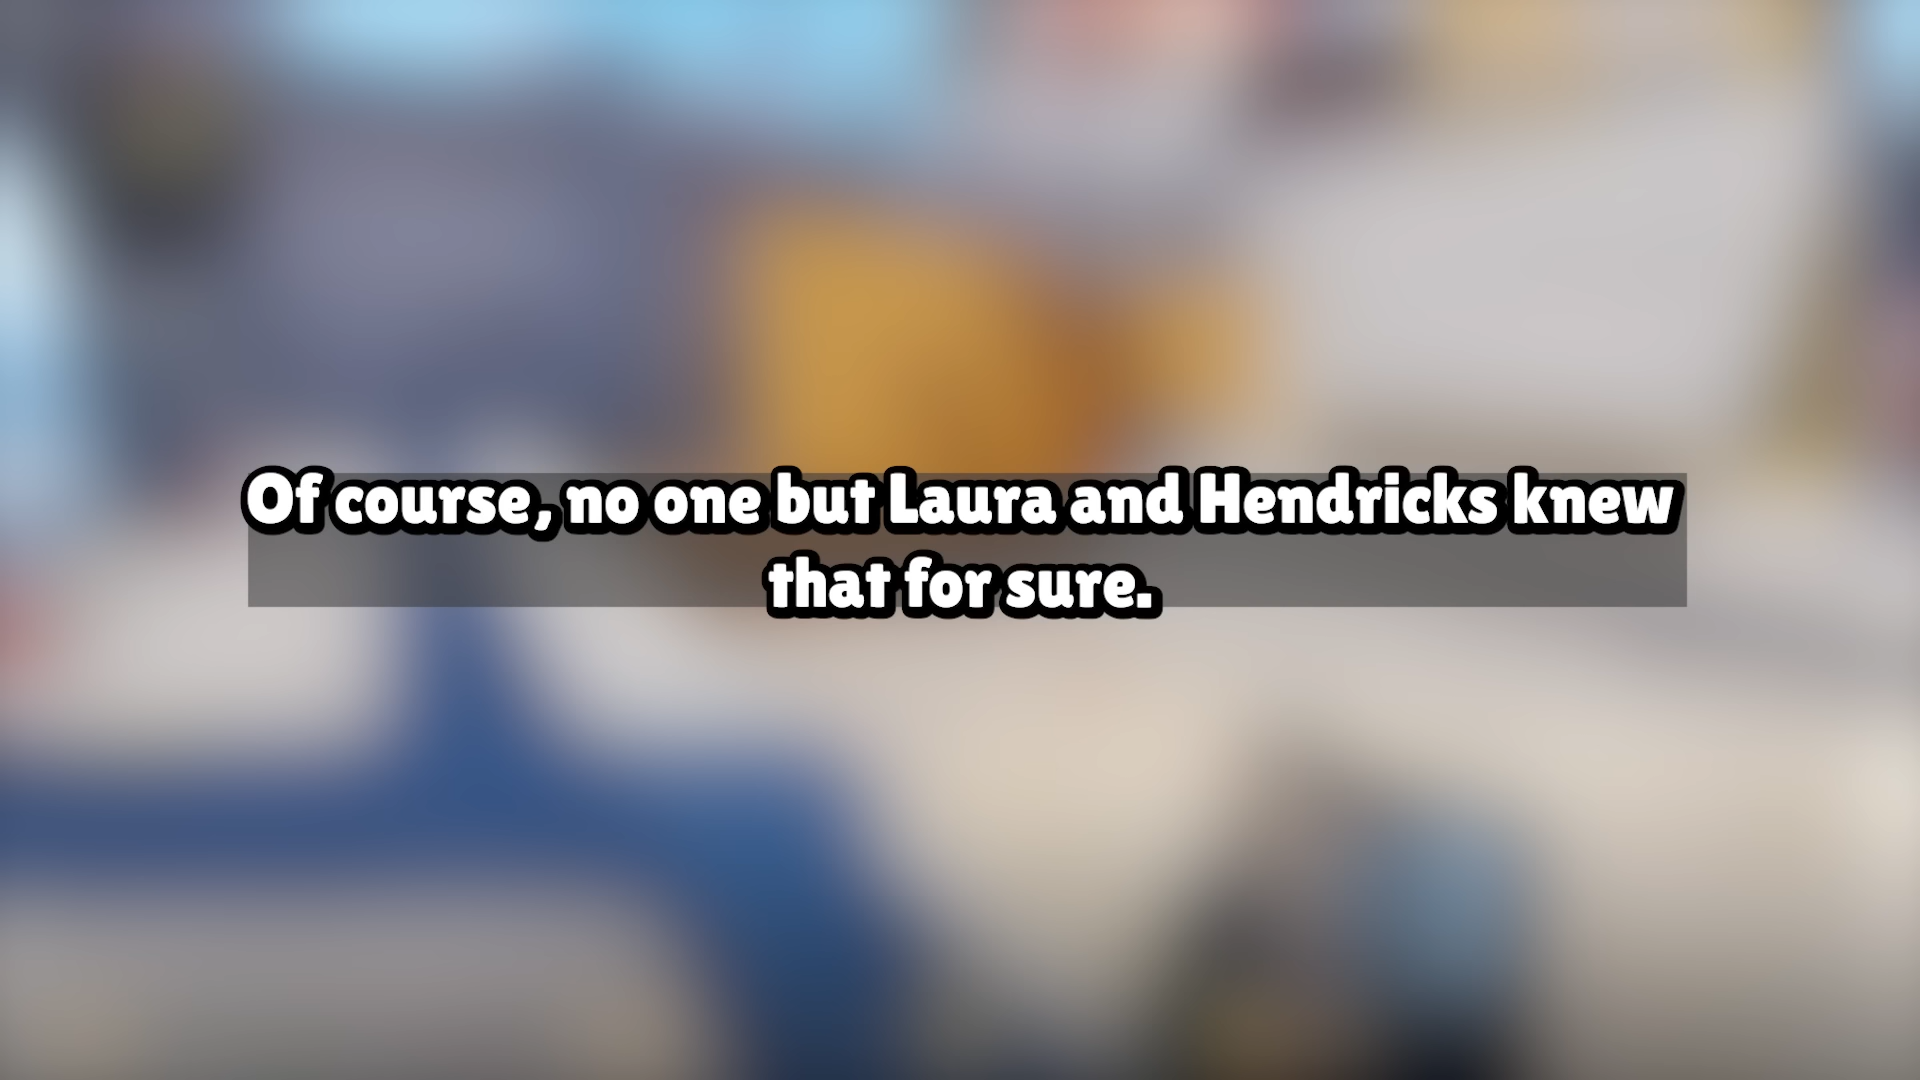 Of course, no one but Laura and Hendricks knew
that for sure.